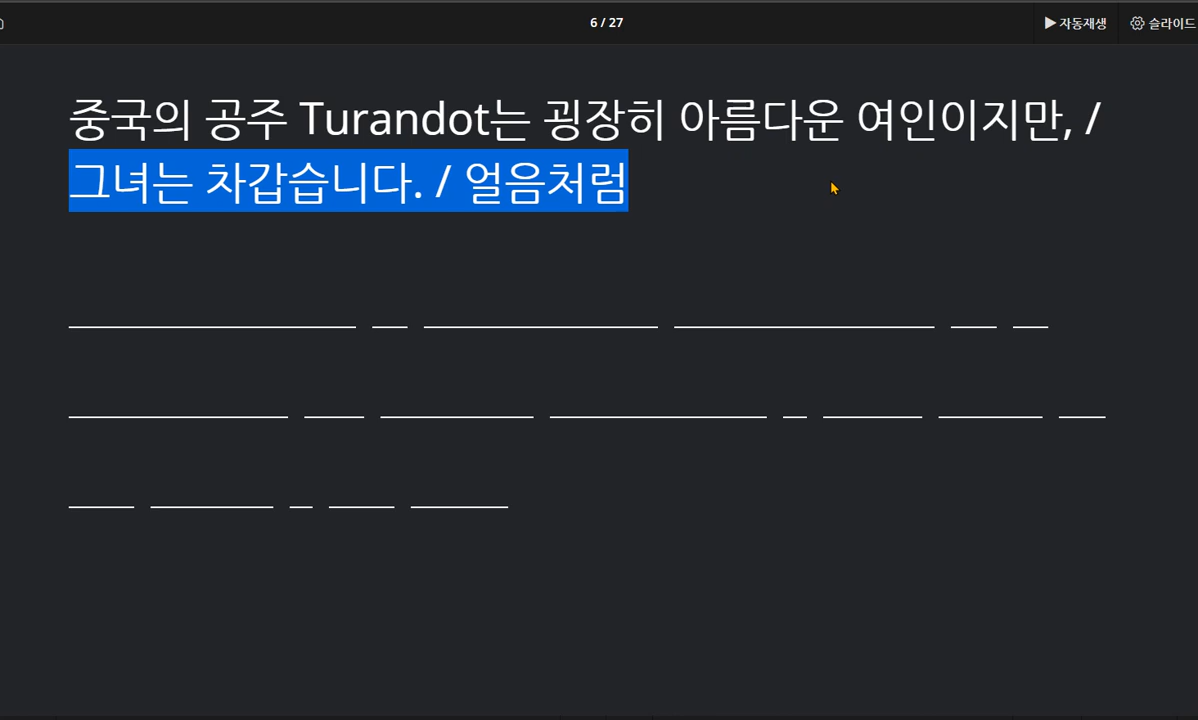 6 / 27
▶ 자동재생
슬라이드
중국의 공주 Turandot는 굉장히 아름다운 여인이지만, /
그녀는 차갑습니다. / 얼음처럼